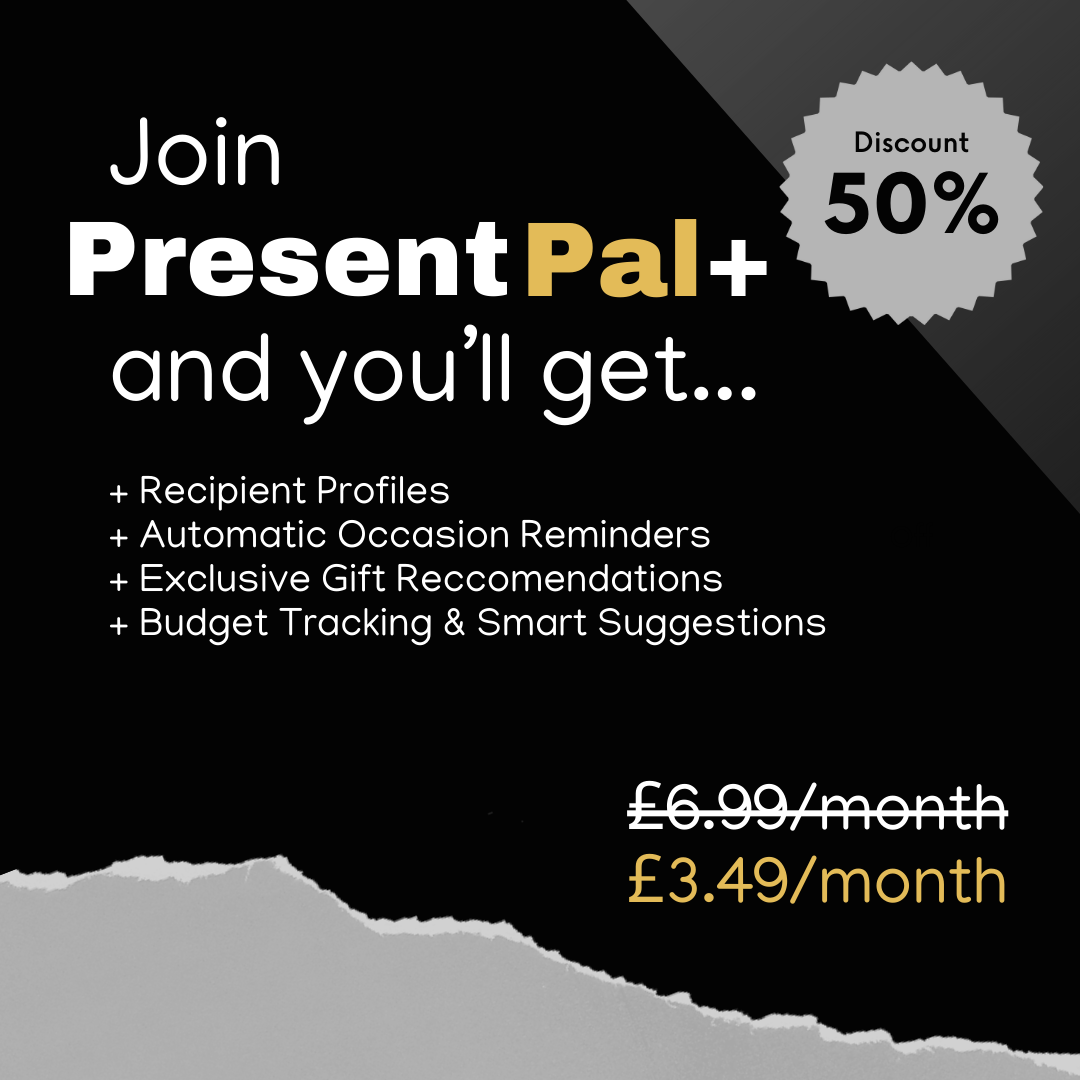 Join
Discount
50%
PresentPal+
and you’ll get...
+ Recipient Profiles
+ Automatic Occasion Reminders
+ Exclusive Gift Reccomendations
+ Budget Tracking & Smart Suggestions
£6.99/month
£3.49/month